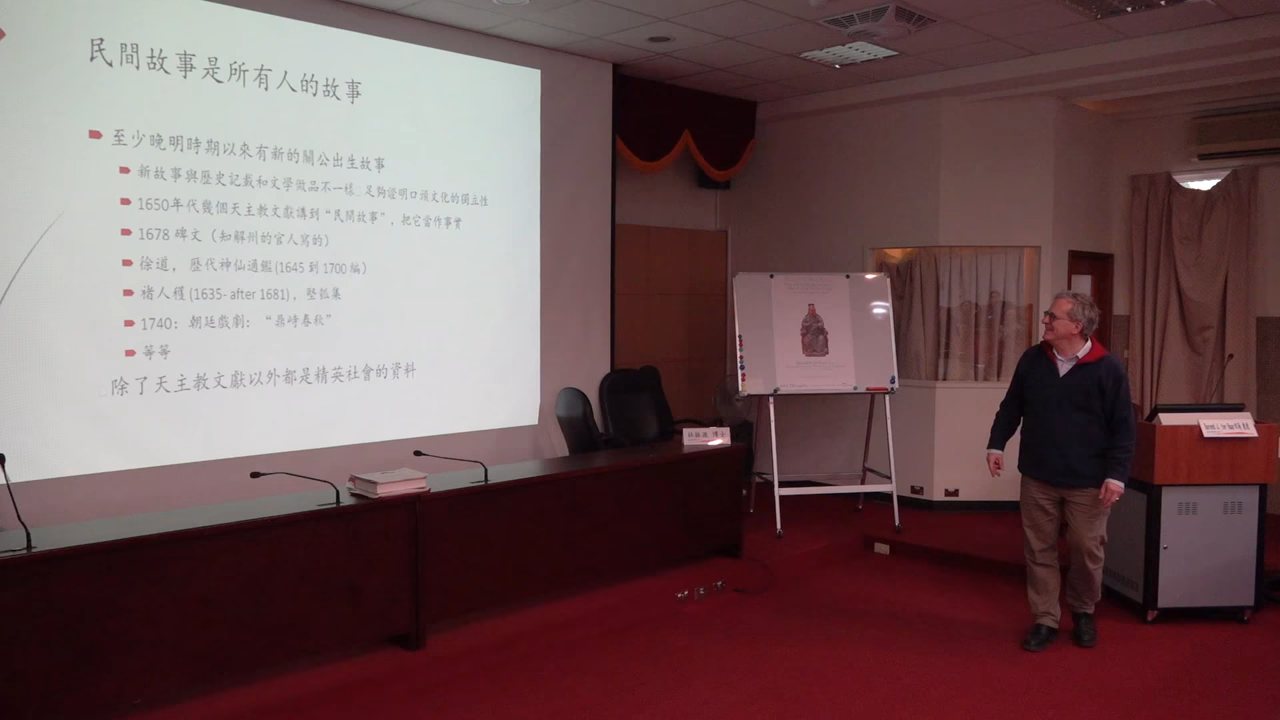 民間故事是所有人的故事
至少晚明時期以來有新的關公出生故事
新故事與歷史記載和文學做品不一樣 足夠證明口頭文化的獨立性
1650年代幾個天主教文獻講到“民間故事”，把它當作事實
1678 碑文（知解州的官人寫的）
徐道，歷代神仙通鑑(1645 到 1700 編)
褚人穫 (1635- after 1681)，堅瓠集
1740：朝廷戲劇：“鼎峙春秋”
等等
除了天主教文獻以外都是精英社會的資料